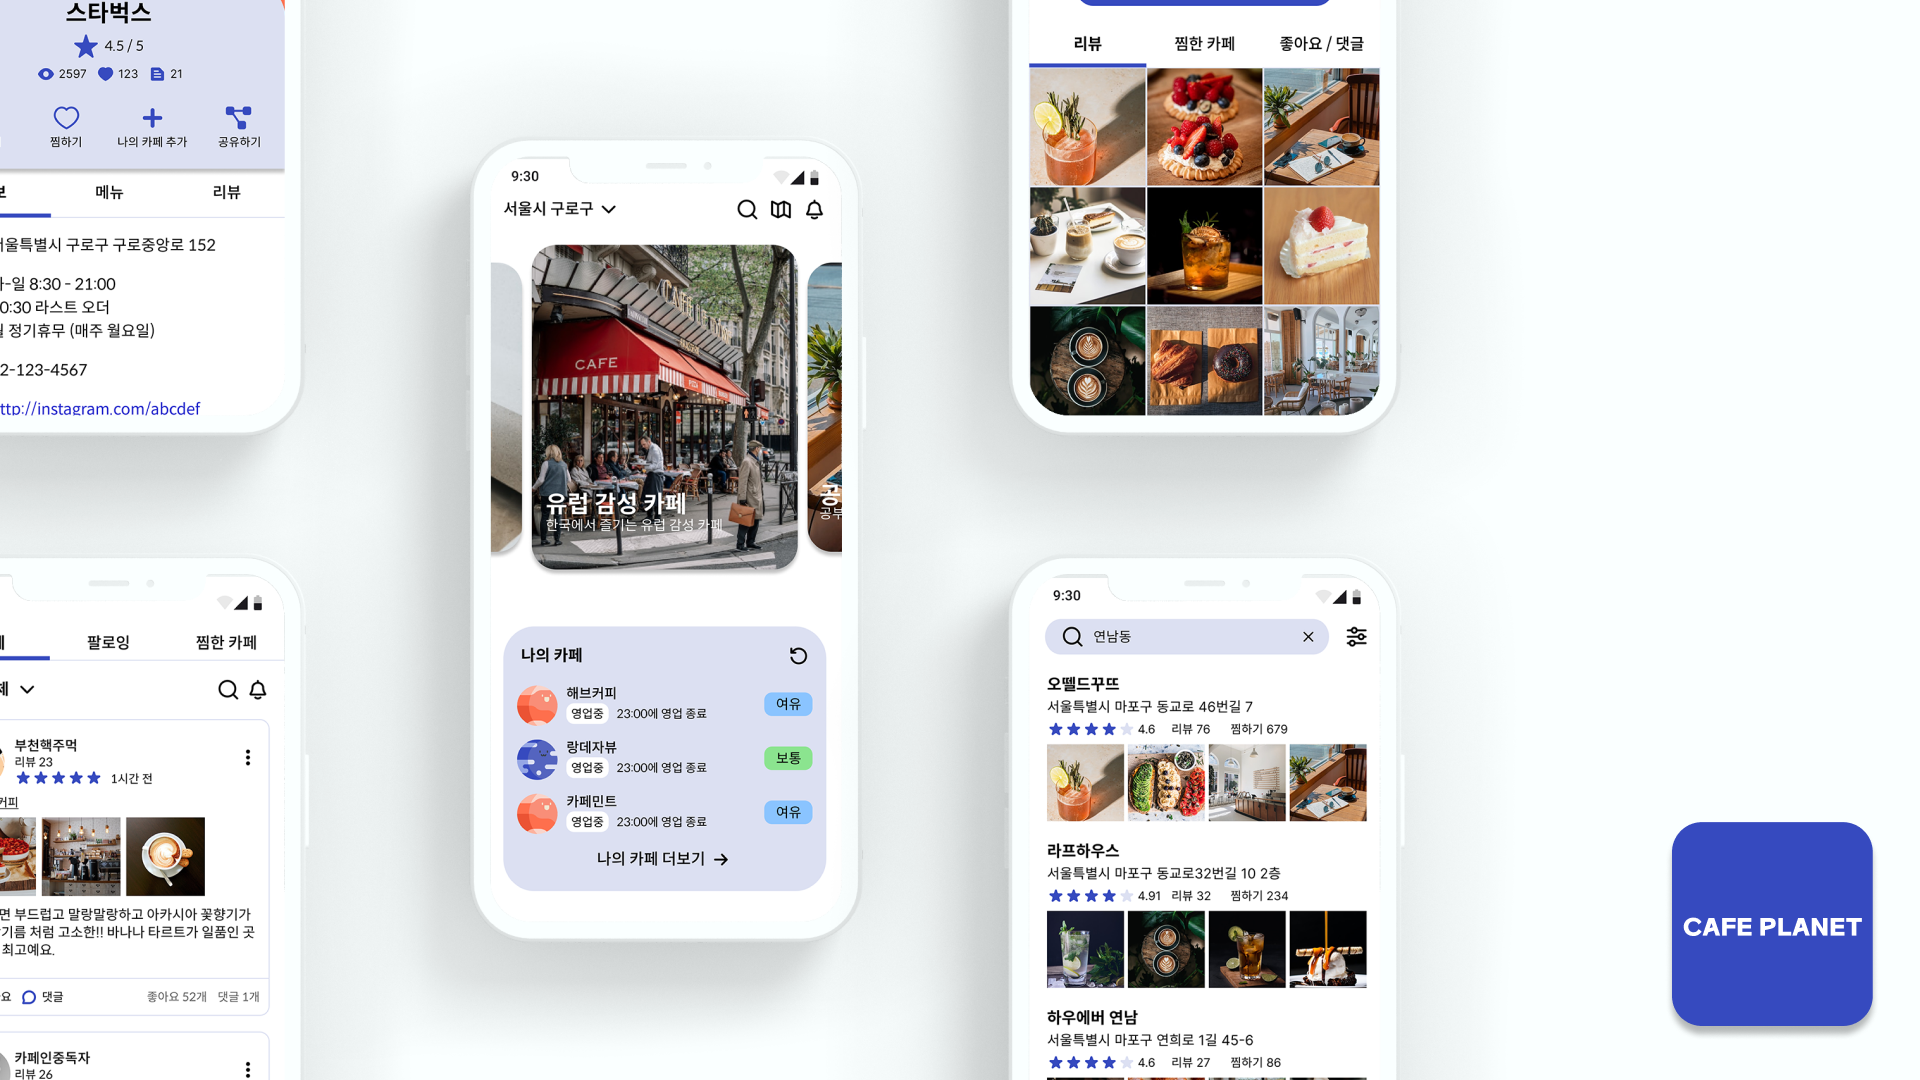 스타벅스
4.5 / 5
2597 123 21
찜하기 나의 카페 추가 공유하기
메뉴 리뷰
서울특별시 구로구 구로중앙로 152
-일 8:30 - 21:00
0:30 라스트 오더
정기휴무 (매주 월요일)
2-123-4567
ttp://instagram.com/abcdef
팔로잉 찜한 카페
부천핵주먹
리뷰 23
1시간 전
커피
면 부드럽고 말랑말랑하고 아카시아 꽃향기가
기름 처럼 고소한!! 바나나 타르트가 일품인 곳
최고예요.
요 댓글 좋아요 52개 댓글 1개
카페인중독자
리뷰 26
9:30
서울시 구로구
CAFE
유럽 감성 카페
한국에서 즐기는 유럽 감성 카페
공
공부
나의 카페
해브커피
영업중 23:00에 영업 종료
여유
랑데자뷰
영업중 23:00에 영업 종료
보통
카페민트
영업중 23:00에 영업 종료
여유
나의 카페 더보기
리뷰 찜한 카페 좋아요 / 댓글
9:30
연남동
오뗄드꾸뜨
서울특별시 마포구 동교로 46번길 7
4.6 리뷰 76 찜하기 679
라프하우스
서울특별시 마포구 동교로32번길 10 2층
4.91 리뷰 32 찜하기 234
하우에버 연남
서울특별시 마포구 연희로 1길 45-6
4.6 리뷰 27 찜하기 86
CAFE PLANET